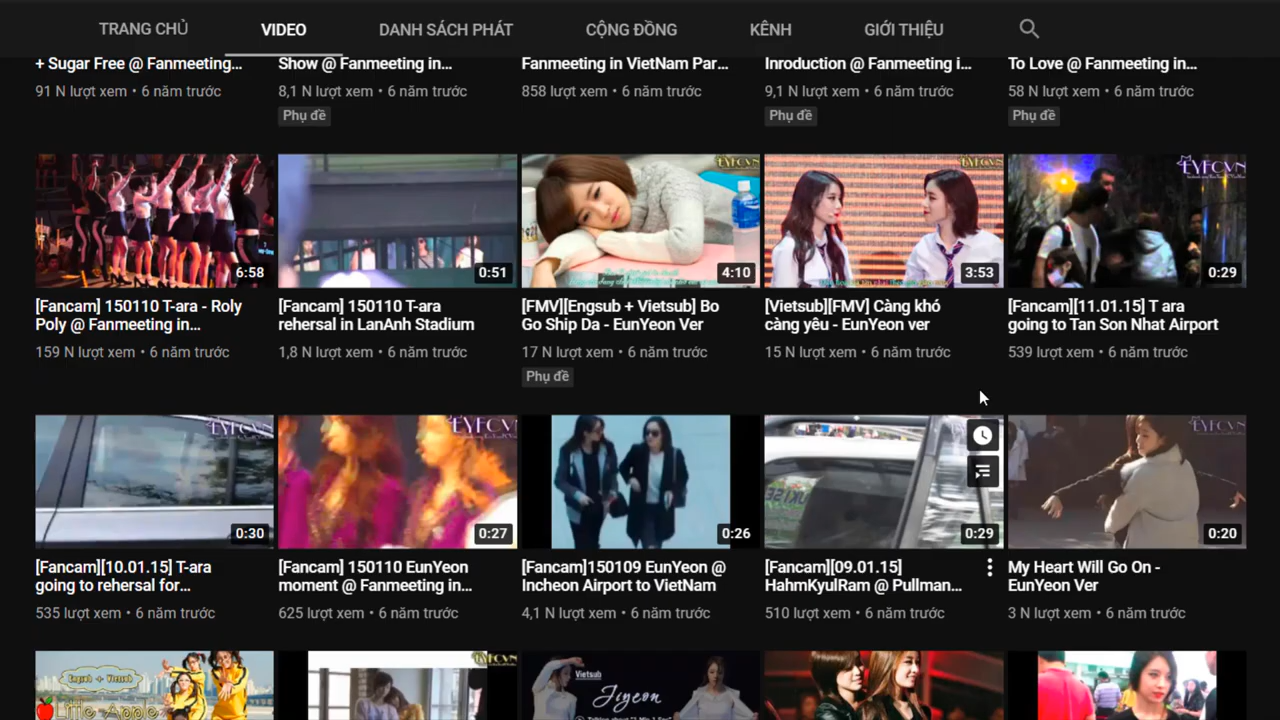 TRANG CHỦ
VIDEO
DANH SÁCH PHÁT
CỘNG ĐỒNG
KÊNH
GIỚI THIỆU
+ Sugar Free @ Fanmeeting...
91 N lượt xem • 6 năm trước
Show @ Fanmeeting in...
8,1 N lượt xem • 6 năm trước
Phụ đề
Fanmeeting in VietNam Par...
858 lượt xem • 6 năm trước
Inroduction @ Fanmeeting i...
9,1 N lượt xem • 6 năm trước
Phụ đề
To Love @ Fanmeeting in...
58 N lượt xem • 6 năm trước
Phụ đề
6:58
[Fancam] 150110 T-ara - Roly
Poly @ Fanmeeting in...
159 N lượt xem • 6 năm trước
0:51
[Fancam] 150110 T-ara
rehersal in LanAnh Stadium
1,8 N lượt xem • 6 năm trước
EYFCVN
4:10
[FMV][Engsub + Vietsub] Bo
Go Ship Da - EunYeon Ver
17 N lượt xem • 6 năm trước
Phụ đề
EYFCVN
3:53
[Vietsub][FMV] Càng khó
càng yêu - EunYeon ver
15 N lượt xem • 6 năm trước
EYFCVN
0:29
[Fancam][11.01.15] T ara
going to Tan Son Nhat Airport
539 lượt xem • 6 năm trước
EYFCVN
0:30
[Fancam][10.01.15] T-ara
going to rehersal for...
535 lượt xem • 6 năm trước
EYFCVN
0:27
[Fancam] 150110 EunYeon
moment @ Fanmeeting in...
625 lượt xem • 6 năm trước
0:26
[Fancam]150109 EunYeon @
Incheon Airport to VietNam
4,1 N lượt xem • 6 năm trước
0:29
[Fancam][09.01.15]
HahmKyulRam @ Pullman...
510 lượt xem • 6 năm trước
EYFCVN
0:20
My Heart Will Go On -
EunYeon Ver
3 N lượt xem • 6 năm trước
Engsub + Vietsub
Little Apple
EYFCVN
Vietsub
Jiyeon